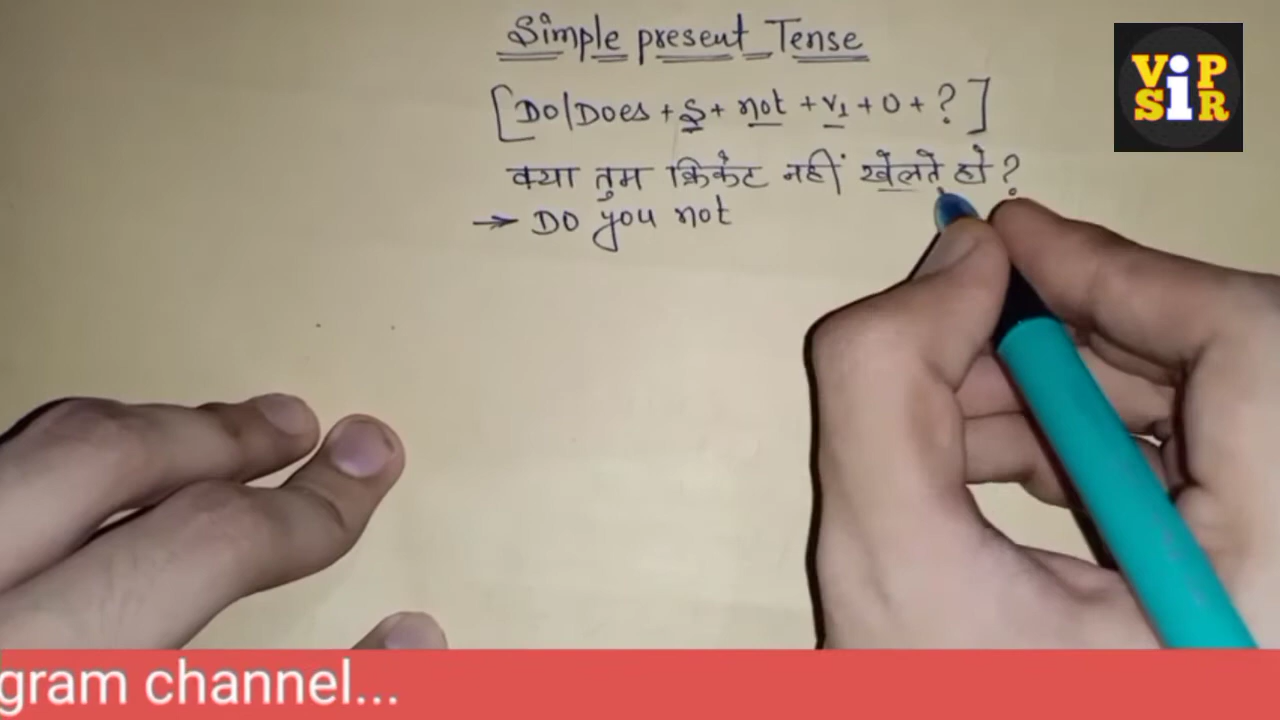 Simple present Tense
[Do/Does + S + not + V1 + O + ?]
क्या तुम क्रिकेट नहीं खेलते हो ?
→ Do you not
ViP
SiR
gram channel...